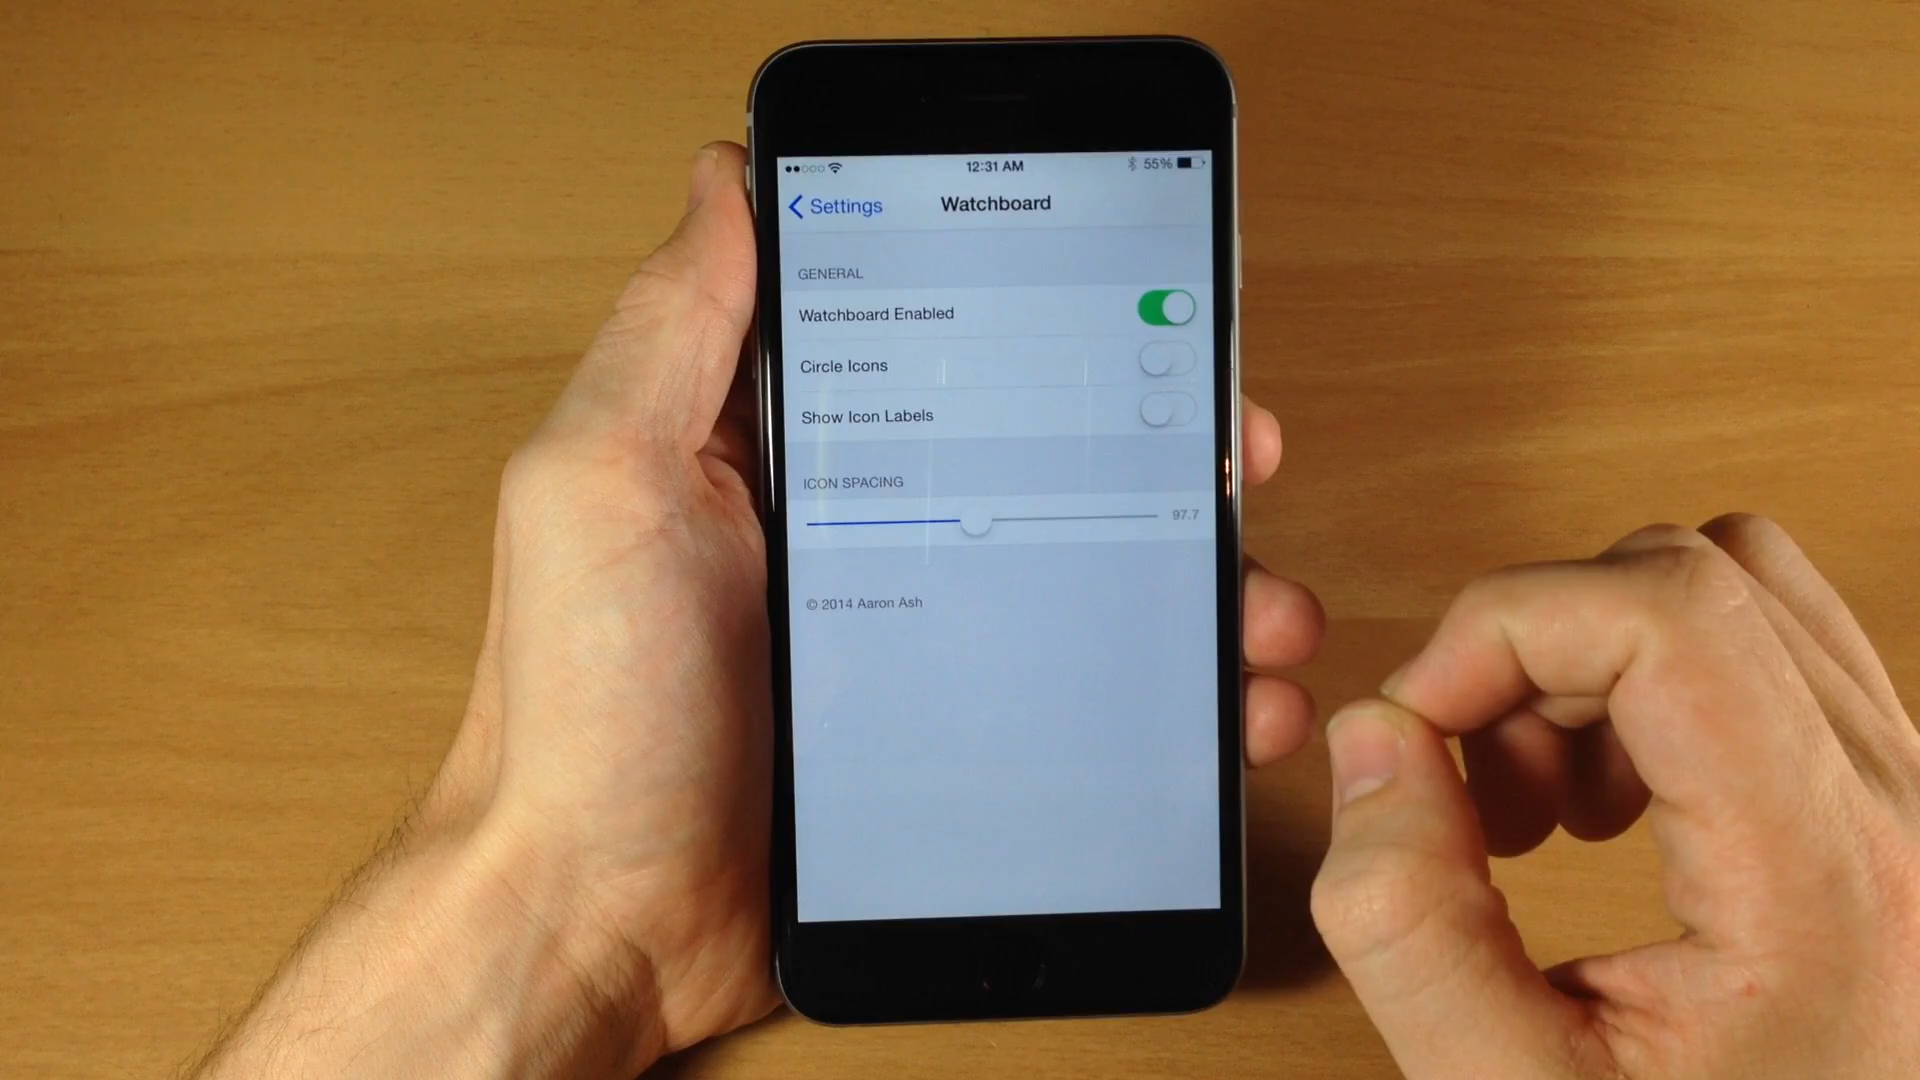 12:31 AM 55%
Settings Watchboard
GENERAL
Watchboard Enabled
Circle Icons
Show Icon Labels
ICON SPACING
97.7
© 2014 Aaron Ash